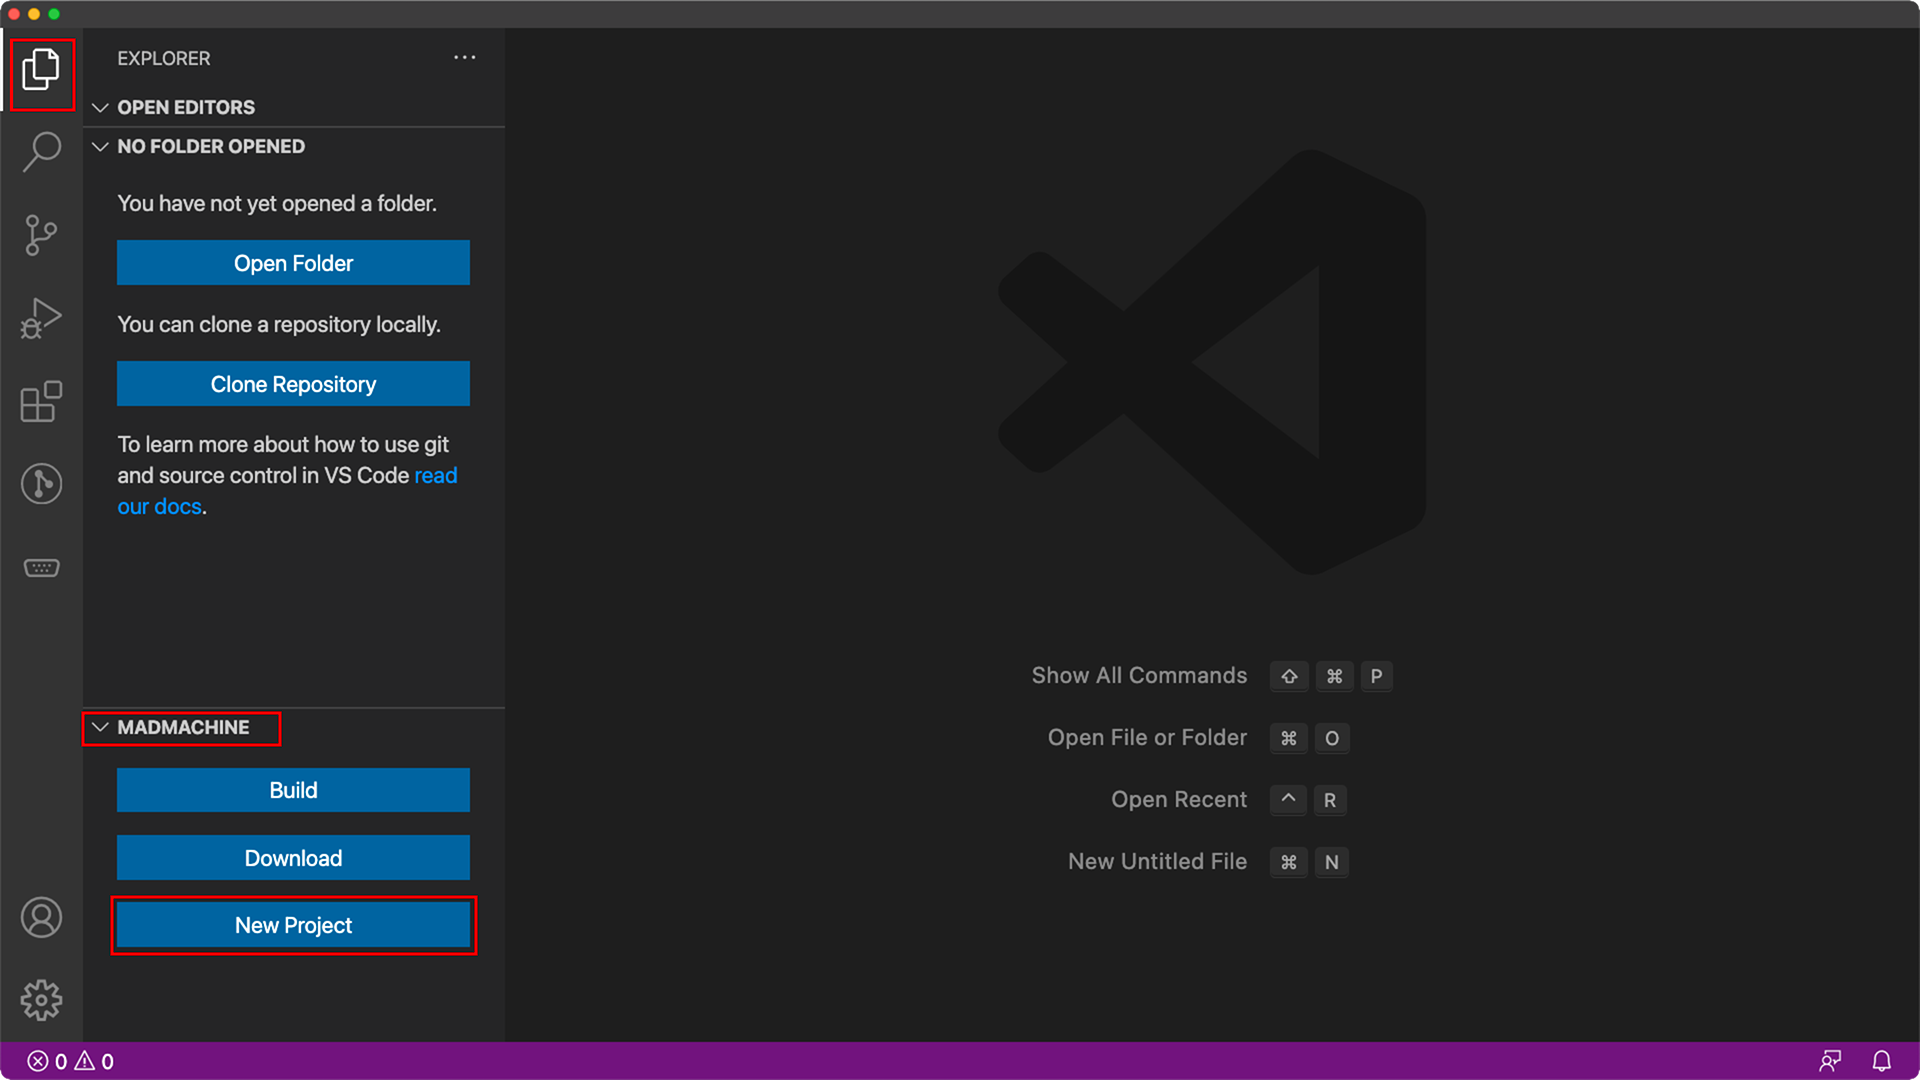 EXPLORER
OPEN EDITORS
NO FOLDER OPENED
You have not yet opened a folder.
Open Folder
You can clone a repository locally.
Clone Repository
To learn more about how to use git
and source control in VS Code read
our docs.
MADMACHINE
Build
Download
New Project
Show All Commands ⇧ ⌘ P
Open File or Folder ⌘ O
Open Recent ^ R
New Untitled File ⌘ N
0 0